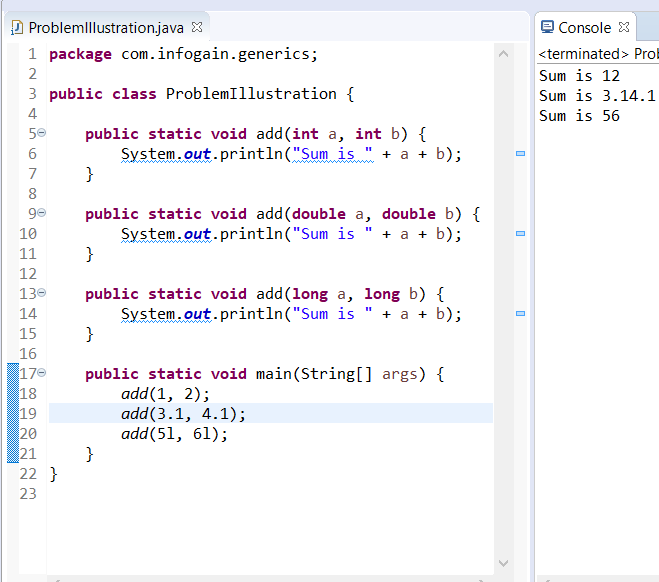 ProblemIllustration.java
1 package com.infogain.generics;
2
3 public class ProblemIllustration {
4
5 public static void add(int a, int b) {
6 System.out.println("Sum is " + a + b);
7 }
8
9 public static void add(double a, double b) {
10 System.out.println("Sum is " + a + b);
11 }
12
13 public static void add(long a, long b) {
14 System.out.println("Sum is " + a + b);
15 }
16
17 public static void main(String[] args) {
18 add(1, 2);
19 add(3.1, 4.1);
20 add(5l, 6l);
21 }
22 }
23
Console
<terminated> Prob
Sum is 12
Sum is 3.14.1
Sum is 56